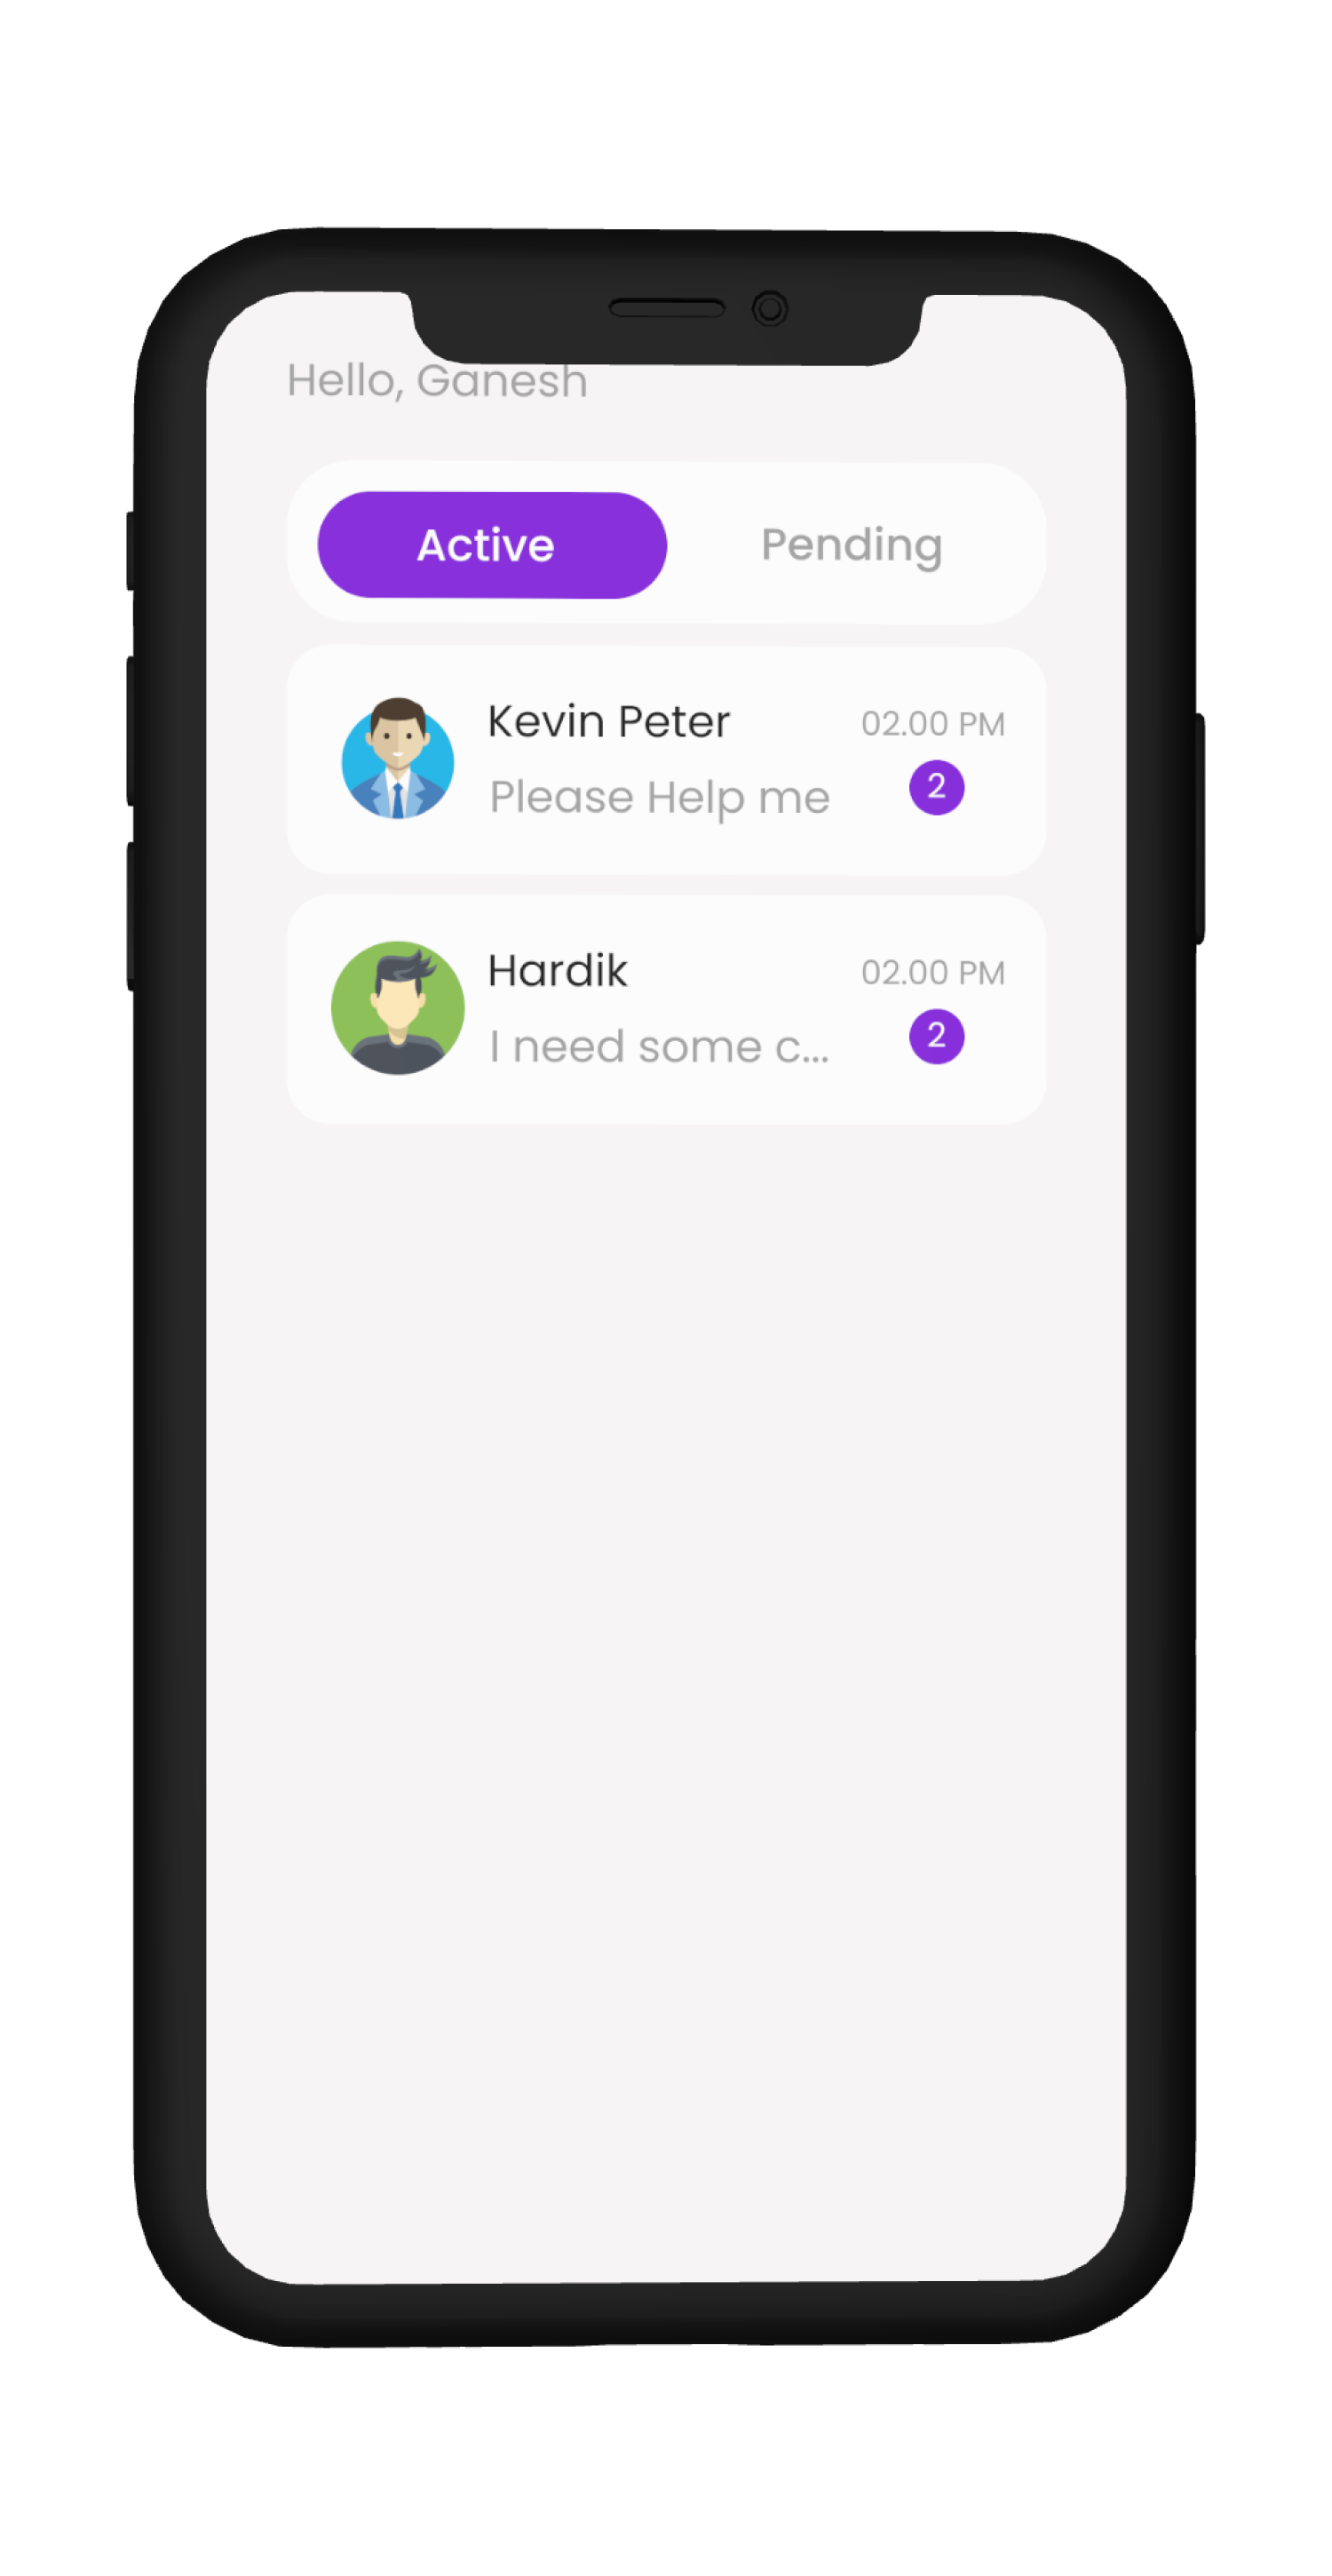 Hello, Ganesh
Active
Pending
Kevin Peter
02.00 PM
Please Help me
2
Hardik
02.00 PM
I need some c...
2